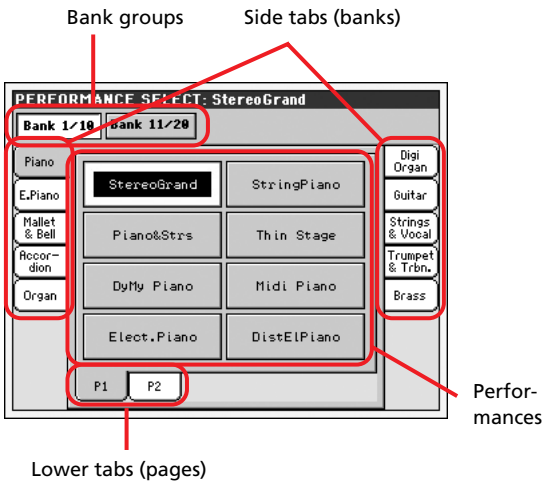 Bank groups
Side tabs (banks)
PERFORMANCE SELECT: StereoGrand
Bank 1/10
Bank 11/20
Piano
E.Piano
Mallet
& Bell
Accor-
dion
Organ
StereoGrand
StringPiano
Piano&Strs
Thin Stage
DyMy Piano
Midi Piano
Elect.Piano
DistElPiano
Digi
Organ
Guitar
Strings
& Vocal
Trumpet
& Trbn.
Brass
P1
P2
Perfor-
mances
Lower tabs (pages)